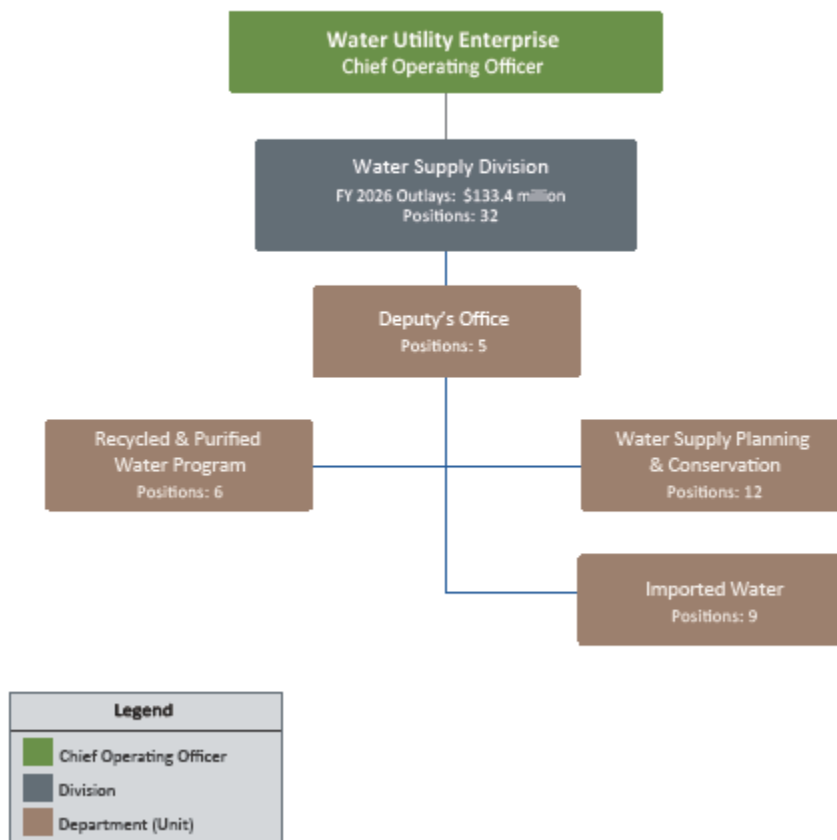 Water Utility Enterprise
Chief Operating Officer
Water Supply Division
FY 2026 Outlays: $133.4 million
Positions: 32
Deputy's Office
Positions: 5
Recycled & Purified
Water Program
Positions: 6
Water Supply Planning
& Conservation
Positions: 12
Imported Water
Positions: 9
Legend
Chief Operating Officer
Division
Department (Unit)